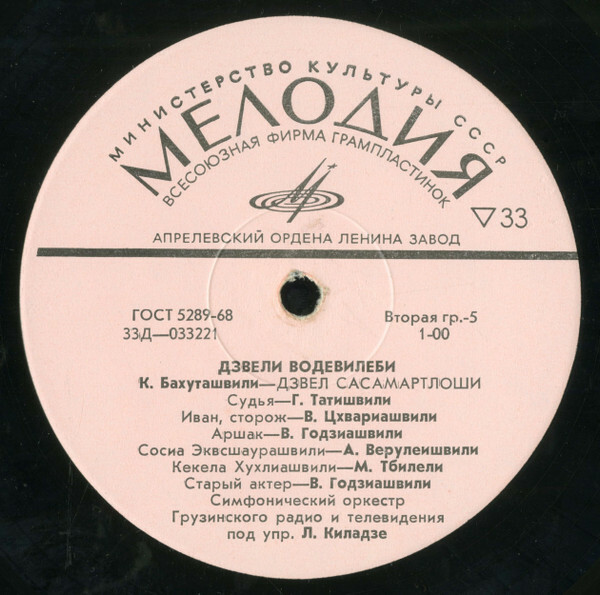 МИНИСТЕРСТВО КУЛЬТУРЫ СССР
МЕЛОДИЯ
ВСЕСОЮЗНАЯ ФИРМА ГРАМПЛАСТИНОК
▽33
АПРЕЛЕВСКИЙ ОРДЕНА ЛЕНИНА ЗАВОД
ГОСТ 5289-68 Вторая гр.-5
33Д—033221 1-00
ДЗВЕЛИ ВОДЕВИЛЕБИ
К. Бахуташвили—ДЗВЕЛ САСАМАРТЛОШИ
Судья—Г. Татишвили
Иван, сторож—В. Цхвариашвили
Аршак—В. Годзиашвили
Сосиа Эквсшаурашвили—А. Верулеишвили
Кекела Хухлиашвили—М. Тбилели
Старый актер—В. Годзиашвили
Симфонический оркестр
Грузинского радио и телевидения
под упр. Л. Киладзе